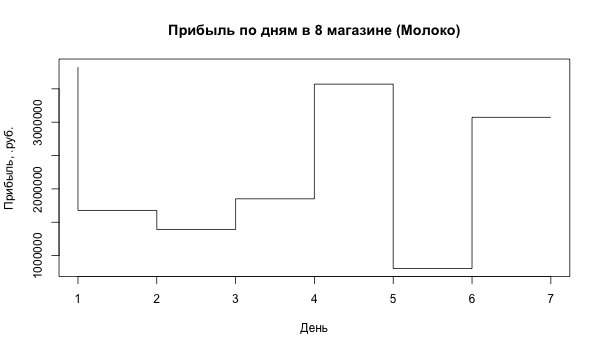 Прибыль по дням в 8 магазине (Молоко)
Прибыль, .руб.
3000000
2000000
1000000
1 2 3 4 5 6 7
День